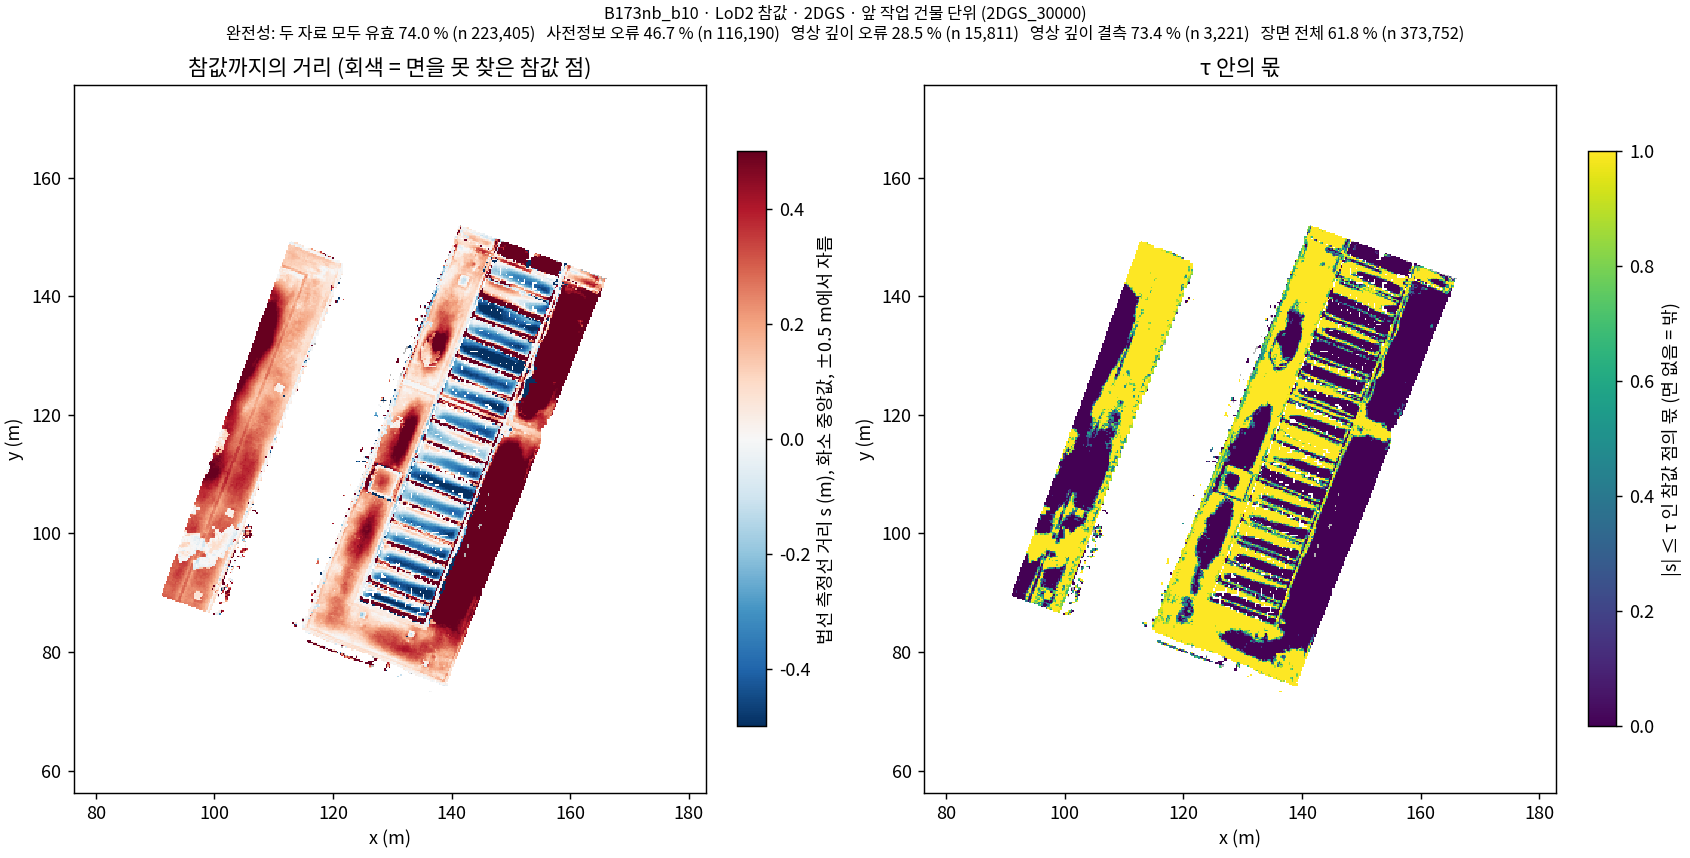 B173nb_b10 · LoD2 참값 · 2DGS · 앞 작업 건물 단위 (2DGS_30000)
완전성: 두 자료 모두 유효 74.0 % (n 223,405)   사전정보 오류 46.7 % (n 116,190)   영상 깊이 오류 28.5 % (n 15,811)   영상 깊이 결측 73.4 % (n 3,221)   장면 전체 61.8 % (n 373,752)
참값까지의 거리 (회색 = 면을 못 찾은 참값 점)
160
140
120
100
80
60
y (m)
80 100 120 140 160 180
x (m)
0.4
0.2
0.0
-0.2
-0.4
법선 측정선 거리 s (m), 화소 중앙값, ±0.5 m에서 자름
τ 안의 몫
160
140
120
100
80
60
y (m)
80 100 120 140 160 180
x (m)
1.0
0.8
0.6
0.4
0.2
0.0
|s| ≤ τ 인 참값 점의 몫 (면 없음 = 밖)